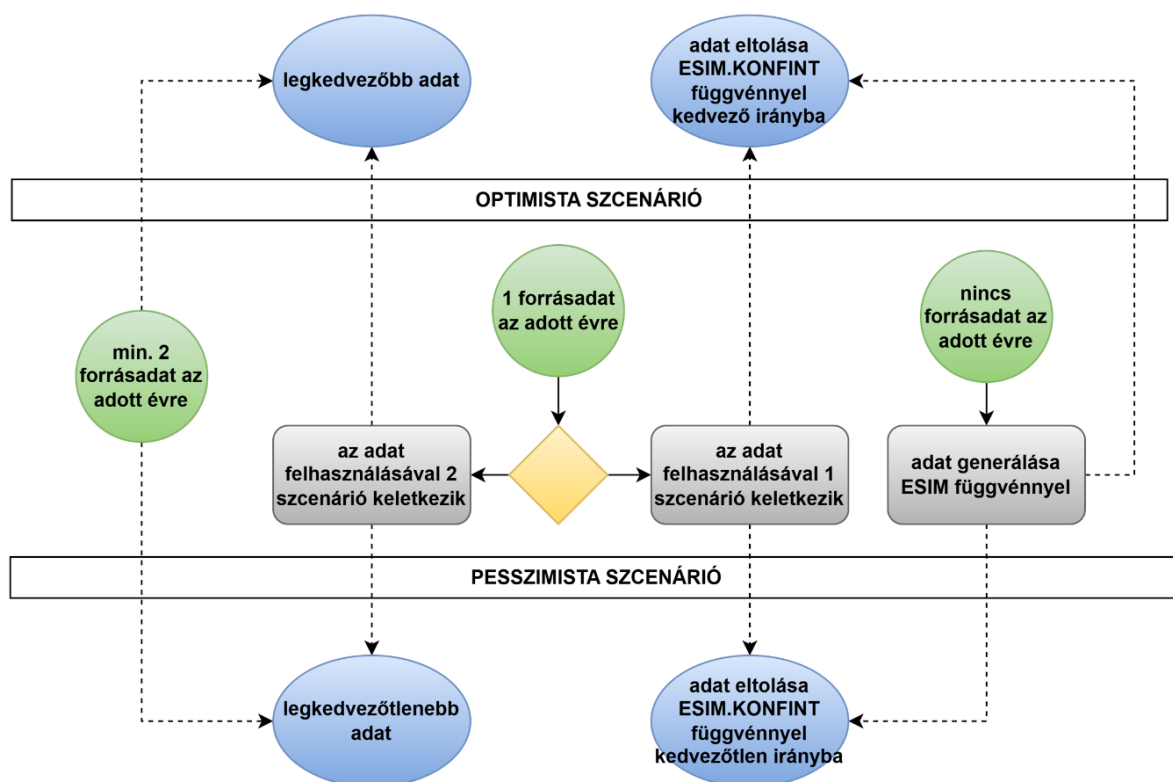 legkedvezőbb adat
adat eltolása
ESIM.KONFINT
függvénnyel
kedvező irányba
OPTIMISTA SZCENÁRIÓ
min. 2
forrásadat az
adott évre
1 forrásadat
az adott évre
nincs
forrásadat az
adott évre
az adat
felhasználásával 2
szcenárió keletkezik
az adat
felhasználásával 1
szcenárió keletkezik
adat generálása
ESIM függvénnyel
PESSZIMISTA SZCENÁRIÓ
legkedvezőtlenebb
adat
adat eltolása
ESIM.KONFINT
függvénnyel
kedvezőtlen irányba